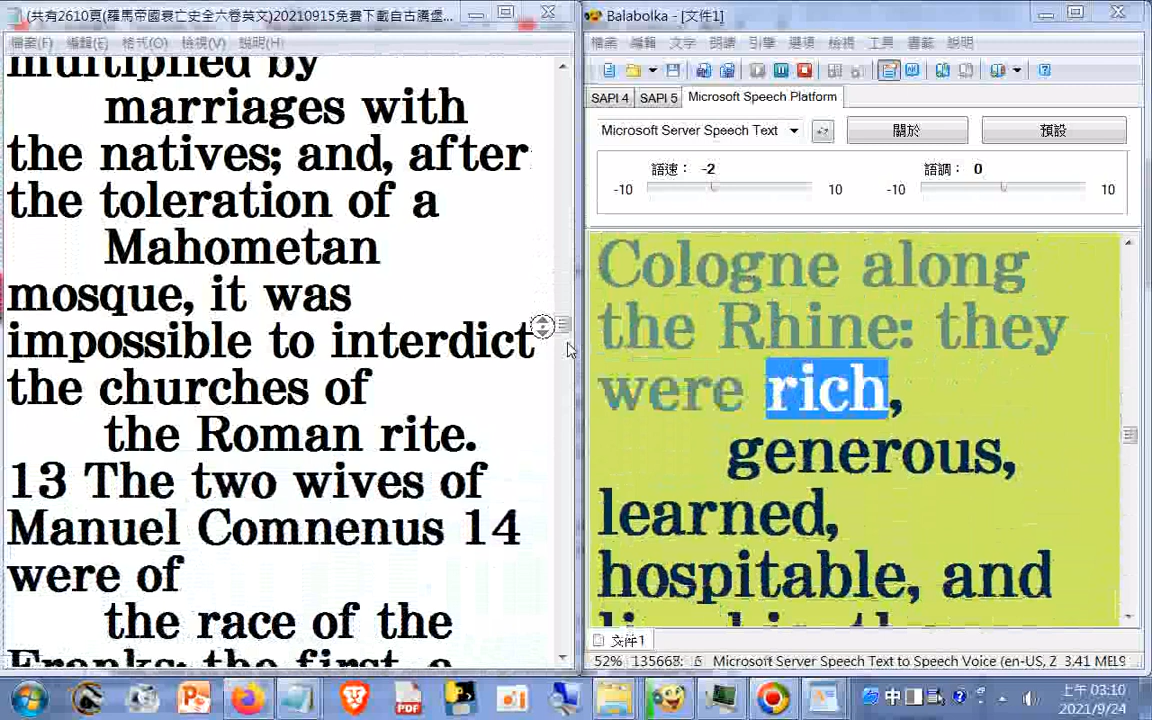 (共有2610頁(羅馬帝國衰亡史全六卷英文)20210915免費下載自古騰堡...
檔案(F) 編輯(E) 格式(O) 檢視(V) 說明(H)
multiplied by
marriages with
the natives; and, after
the toleration of a
Mahometan
mosque, it was
impossible to interdict
the churches of
the Roman rite.
13 The two wives of
Manuel Comnenus 14
were of
the race of the
Franks: the first, a
Balabolka - [文件1]
檔案 編輯 文字 朗讀 引擎 選項 檢視 工具 書籤 說明
SAPI 4 SAPI 5 Microsoft Speech Platform
Microsoft Server Speech Text 關於 預設
語速： -2 語調： 0
-10 10 -10 10
Cologne along
the Rhine: they
were rich,
generous,
learned,
hospitable, and
文件1
52% Microsoft Server Speech Text to Speech Voice (en-US, Z
中
上午 03:10
2021/9/24